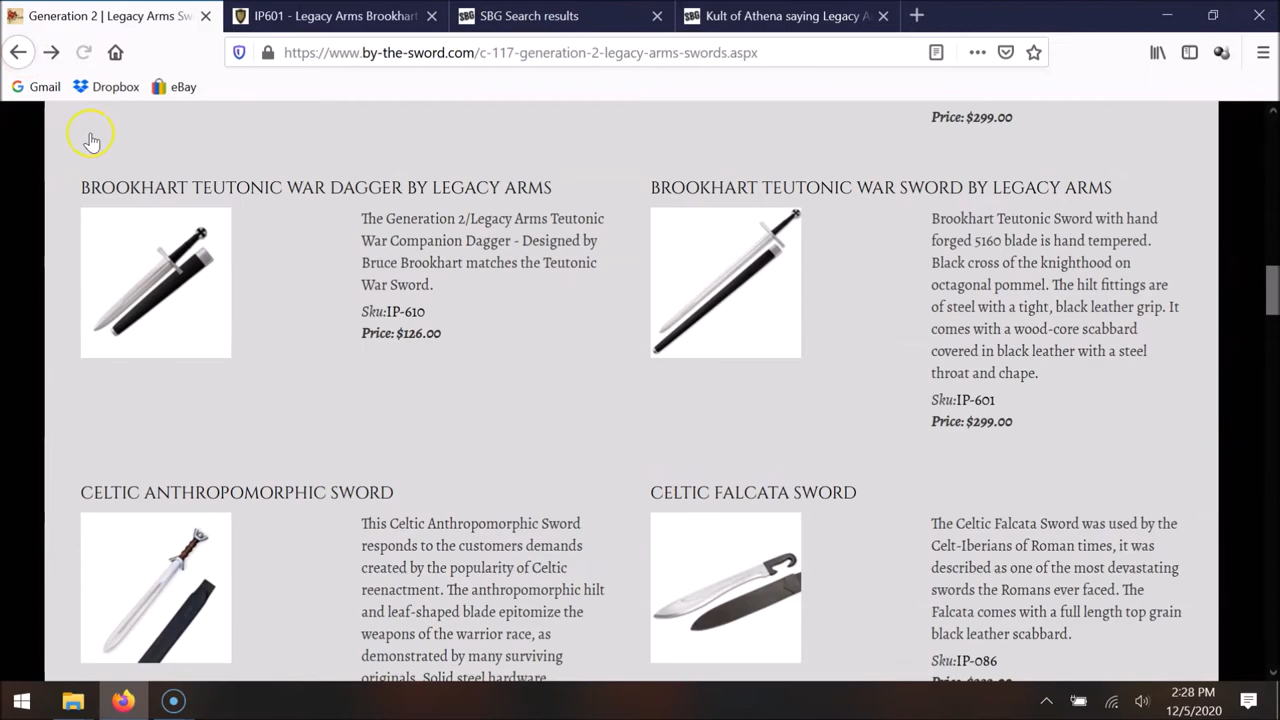 Generation 2 | Legacy Arms Sw
IP601 - Legacy Arms Brookhart
SBG Search results
Kult of Athena saying Legacy A
https://www.by-the-sword.com/c-117-generation-2-legacy-arms-swords.aspx
Gmail
Dropbox
eBay
Price: $299.00
BROOKHART TEUTONIC WAR DAGGER BY LEGACY ARMS
The Generation 2/Legacy Arms Teutonic
War Companion Dagger - Designed by
Bruce Brookhart matches the Teutonic
War Sword.
Sku:IP-610
Price: $126.00
BROOKHART TEUTONIC WAR SWORD BY LEGACY ARMS
Brookhart Teutonic Sword with hand
forged 5160 blade is hand tempered.
Black cross of the knighthood on
octagonal pommel. The hilt fittings are
of steel with a tight, black leather grip. It
comes with a wood-core scabbard
covered in black leather with a steel
throat and chape.
Sku:IP-601
Price: $299.00
CELTIC ANTHROPOMORPHIC SWORD
This Celtic Anthropomorphic Sword
responds to the customers demands
created by the popularity of Celtic
reenactment. The anthropomorphic hilt
and leaf-shaped blade epitomize the
weapons of the warrior race, as
demonstrated by many surviving
originals. Solid steel hardware
CELTIC FALCATA SWORD
The Celtic Falcata Sword was used by the
Celt-Iberians of Roman times, it was
described as one of the most devastating
swords the Romans ever faced. The
Falcata comes with a full length top grain
black leather scabbard.
Sku:IP-086
2:28 PM
12/5/2020